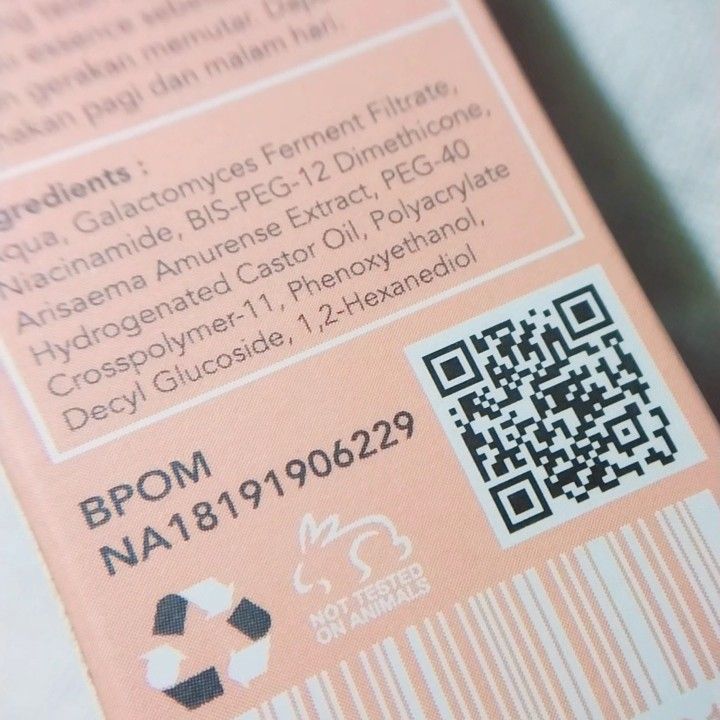 essence sebel
gerakan memutar. Dap
nakan pagi dan malam hari.
gredients :
qua, Galactomyces Ferment Filtrate,
Niacinamide, BIS-PEG-12 Dimethicone,
Arisaema Amurense Extract, PEG-40
Hydrogenated Castor Oil, Polyacrylate
Crosspolymer-11, Phenoxyethanol,
Decyl Glucoside, 1,2-Hexanediol
BPOM
NA18191906229
NOT TESTED
ON ANIMALS